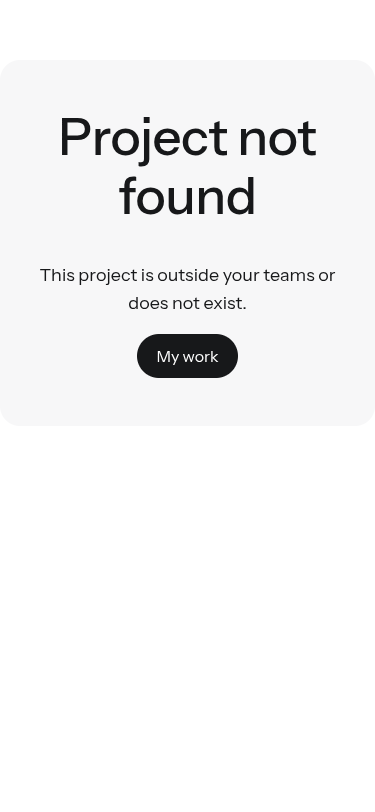 Project not
found
This project is outside your teams or
does not exist.
My work